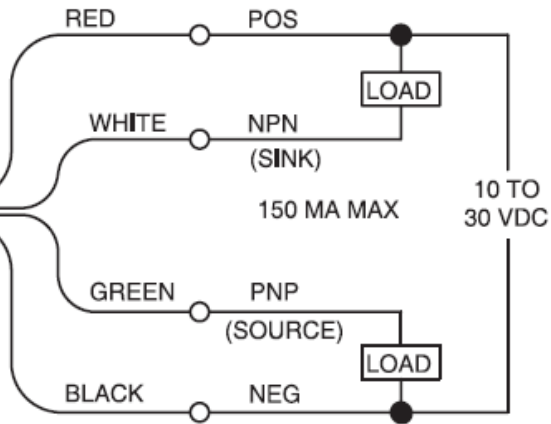 RED POS
LOAD
WHITE NPN
(SINK)
10 TO
30 VDC
150 MA MAX
GREEN PNP
(SOURCE)
LOAD
BLACK NEG